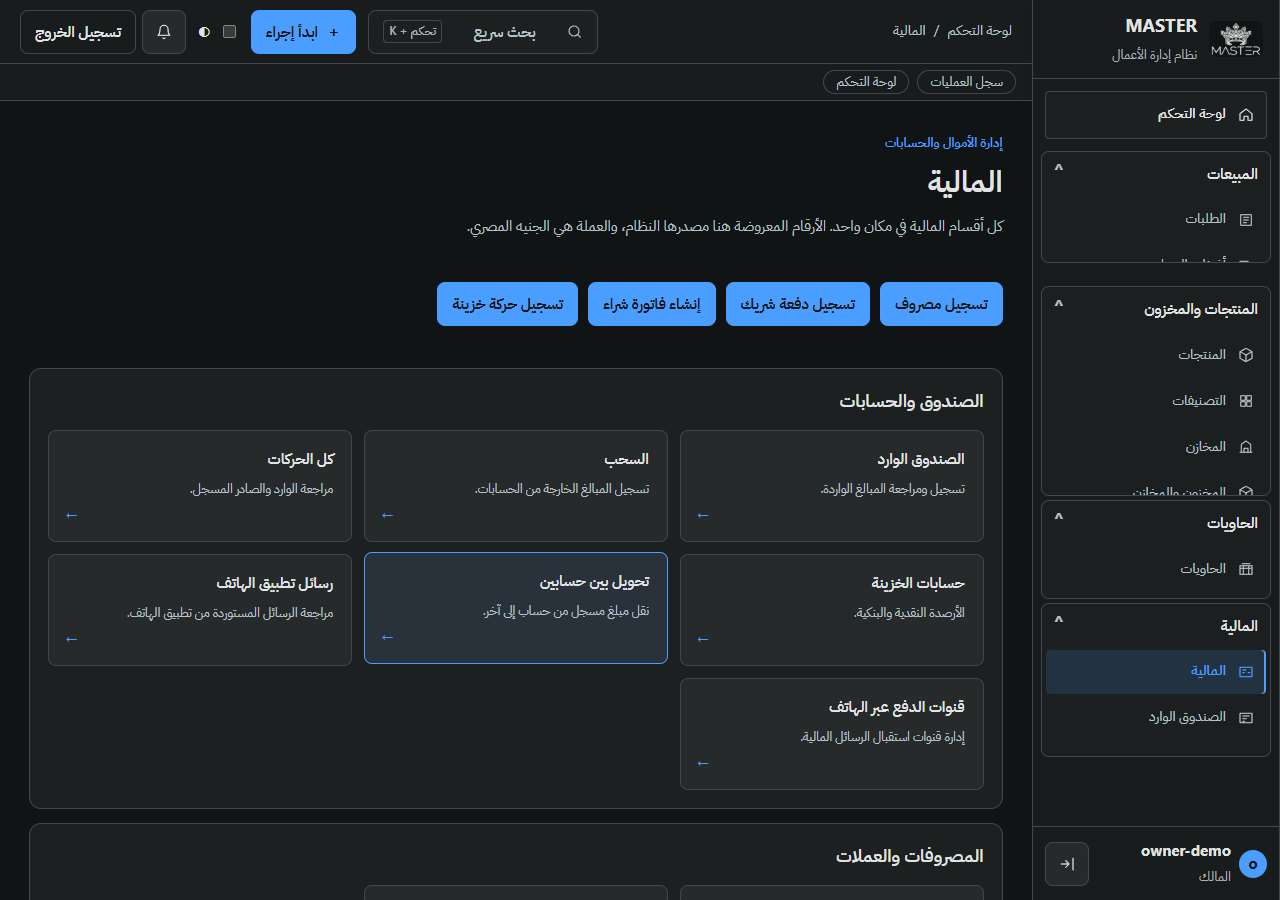 MASTER
نظام إدارة الأعمال
MASTER
لوحة التحكم
المبيعات
الطلبات
المنتجات والمخزون
المنتجات
التصنيفات
المخازن
المخزون والمخازن
الحاويات
الحاويات
المالية
المالية
الصندوق الوارد
owner-demo
المالك
o
لوحة التحكم / المالية
بحث سريع
تحكم + K
+ ابدأ إجراء
تسجيل الخروج
سجل العمليات
لوحة التحكم
إدارة الأموال والحسابات
المالية
كل أقسام المالية في مكان واحد. الأرقام المعروضة هنا مصدرها النظام، والعملة هي الجنيه المصري.
تسجيل مصروف
تسجيل دفعة شريك
إنشاء فاتورة شراء
تسجيل حركة خزينة
الصندوق والحسابات
الصندوق الوارد
تسجيل ومراجعة المبالغ الواردة.
←
السحب
تسجيل المبالغ الخارجة من الحسابات.
←
كل الحركات
مراجعة الوارد والصادر المسجل.
←
حسابات الخزينة
الأرصدة النقدية والبنكية.
←
تحويل بين حسابين
نقل مبلغ مسجل من حساب إلى آخر.
←
رسائل تطبيق الهاتف
مراجعة الرسائل المستوردة من تطبيق الهاتف.
←
قنوات الدفع عبر الهاتف
إدارة قنوات استقبال الرسائل المالية.
←
المصروفات والعملات